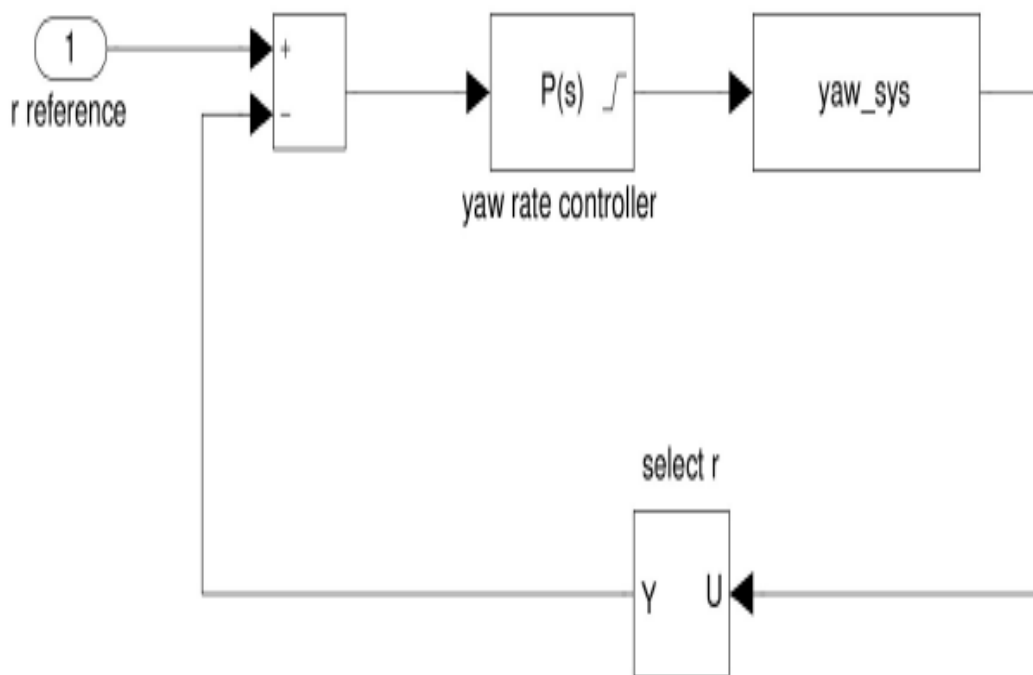 1
r reference
+
−
P(s)
yaw rate controller
yaw_sys
select r
Y U